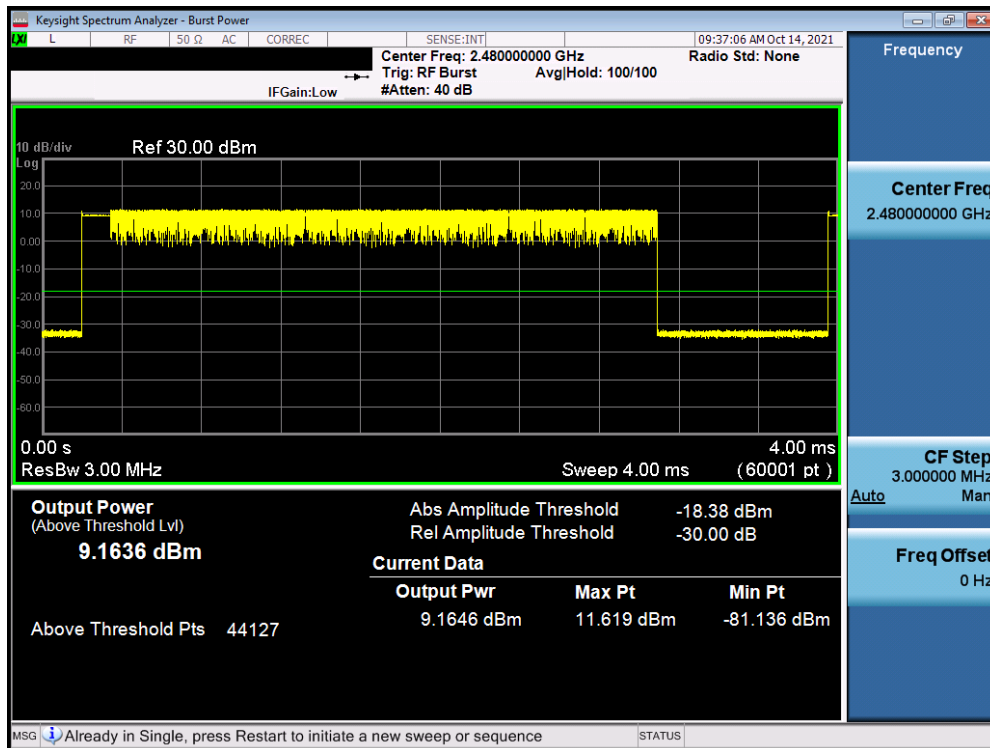 Keysight Spectrum Analyzer - Burst Power
LXI L RF 50 Ω AC CORREC SENSE:INT 09:37:06 AM Oct 14, 2021
Center Freq: 2.480000000 GHz Radio Std: None
Trig: RF Burst Avg|Hold: 100/100
IFGain:Low #Atten: 40 dB
10 dB/div Ref 30.00 dBm
Log
20.0
10.0
0.00
-10.0
-20.0
-30.0
-40.0
-50.0
-60.0
0.00 s 4.00 ms
ResBw 3.00 MHz Sweep 4.00 ms (60001 pt)
Output Power
(Above Threshold Lvl)
9.1636 dBm
Above Threshold Pts 44127
Abs Amplitude Threshold -18.38 dBm
Rel Amplitude Threshold -30.00 dB
Current Data
Output Pwr Max Pt Min Pt
9.1646 dBm 11.619 dBm -81.136 dBm
Frequency
Center Freq
2.480000000 GHz
CF Step
3.000000 MHz
Auto Man
Freq Offset
0 Hz
MSG Already in Single, press Restart to initiate a new sweep or sequence STATUS